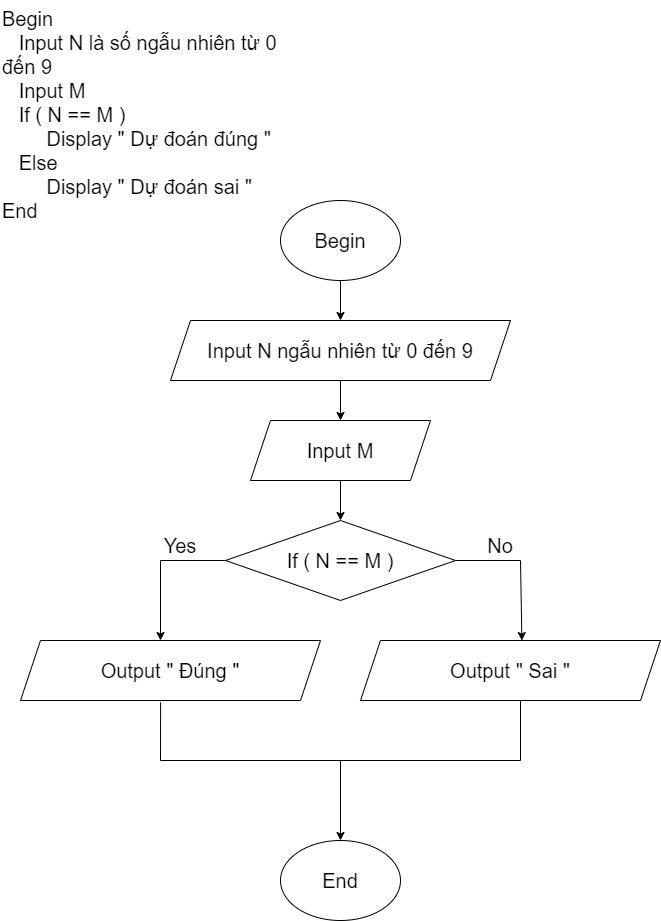 Begin
Input N là số ngẫu nhiên từ 0
đến 9
Input M
If ( N == M )
Display " Dự đoán đúng "
Else
Display " Dự đoán sai "
End
Begin
Input N ngẫu nhiên từ 0 đến 9
Input M
If ( N == M )
Yes
No
Output " Đúng "
Output " Sai "
End